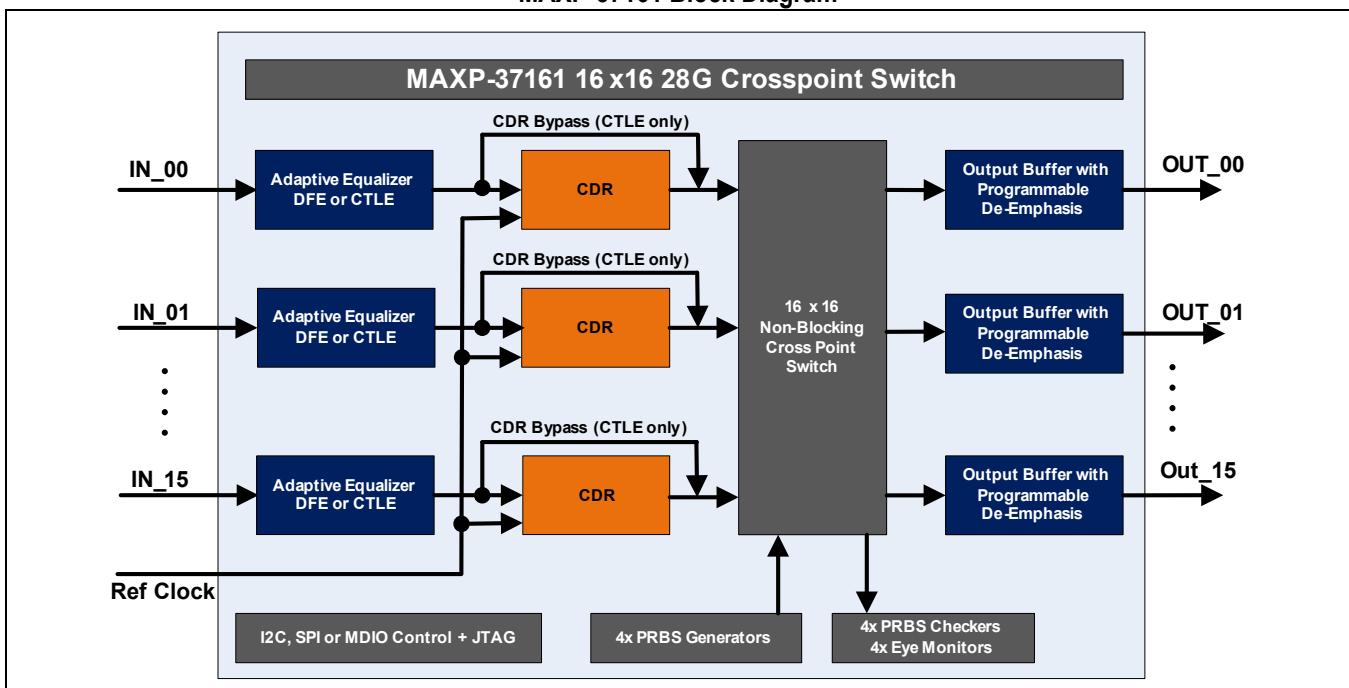 MAXP-37161 Block Diagram
MAXP-37161 16 x16 28G Crosspoint Switch
CDR Bypass (CTLE only)
IN_00
Adaptive Equalizer
DFE or CTLE
CDR
Output Buffer with
Programmable
De-Emphasis
OUT_00
CDR Bypass (CTLE only)
IN_01
Adaptive Equalizer
DFE or CTLE
CDR
16 x 16
Non-Blocking
Cross Point
Switch
Output Buffer with
Programmable
De-Emphasis
OUT_01
CDR Bypass (CTLE only)
IN_15
Adaptive Equalizer
DFE or CTLE
CDR
Output Buffer with
Programmable
De-Emphasis
Out_15
Ref Clock
I2C, SPI or MDIO Control + JTAG
4x PRBS Generators
4x PRBS Checkers
4x Eye Monitors